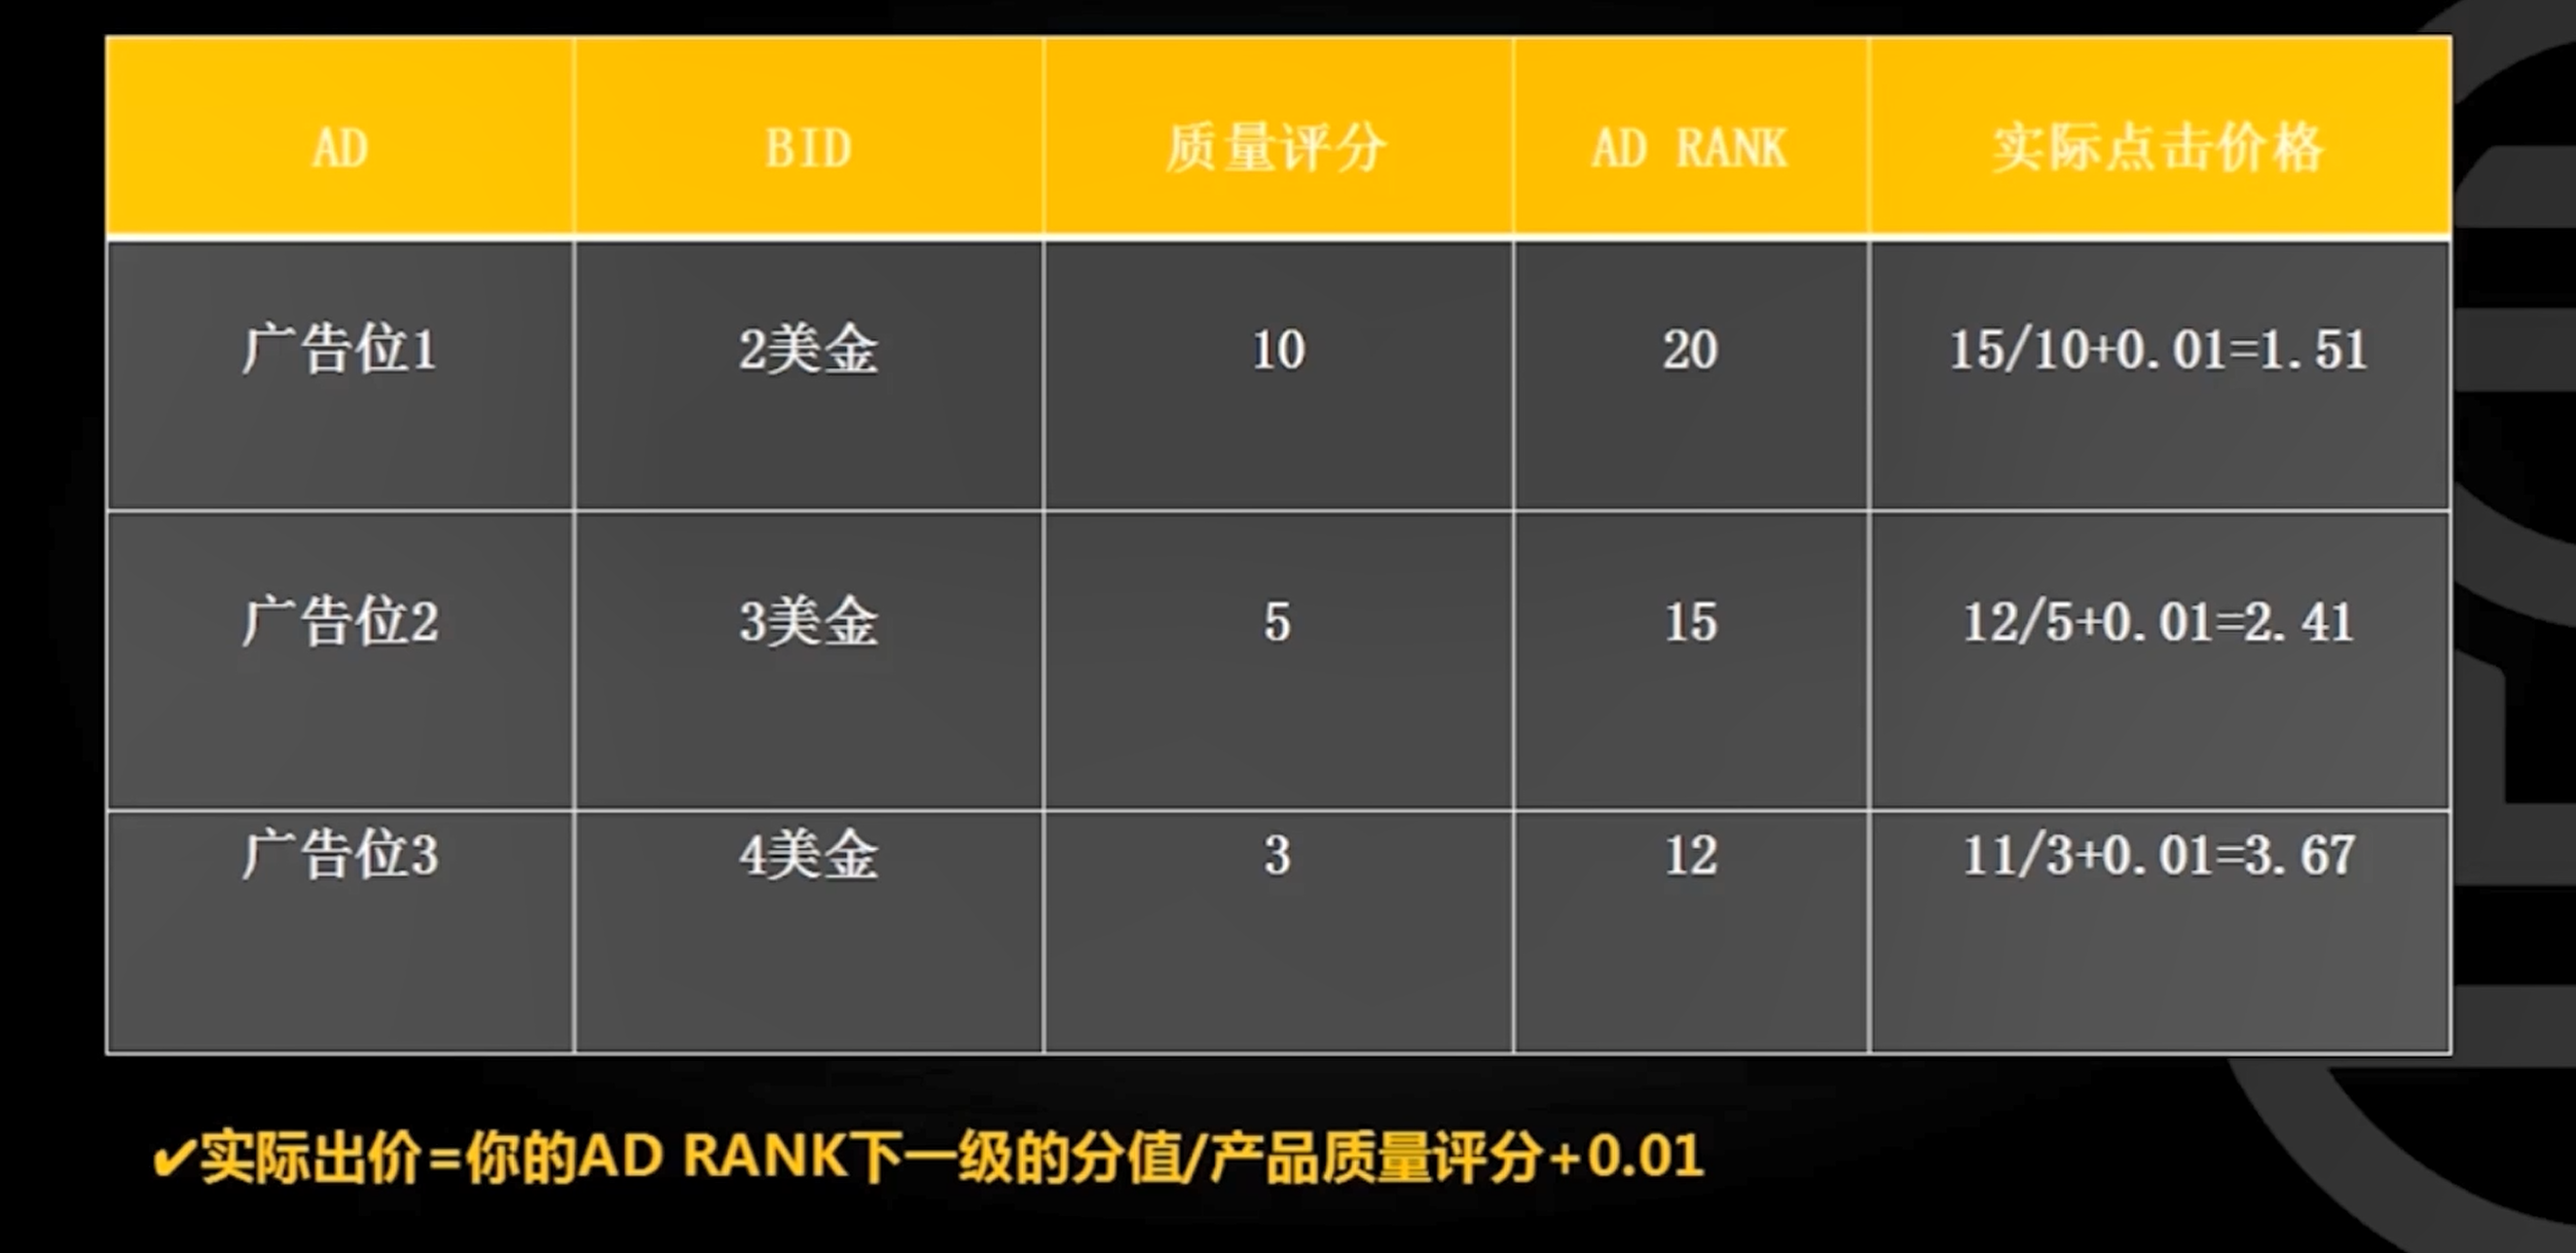 AD BID 质量评分 AD RANK 实际点击价格
广告位1 2美金 10 20 15/10+0.01=1.51
广告位2 3美金 5 15 12/5+0.01=2.41
广告位3 4美金 3 12 11/3+0.01=3.67
✔实际出价=你的AD RANK下一级的分值/产品质量评分+0.01